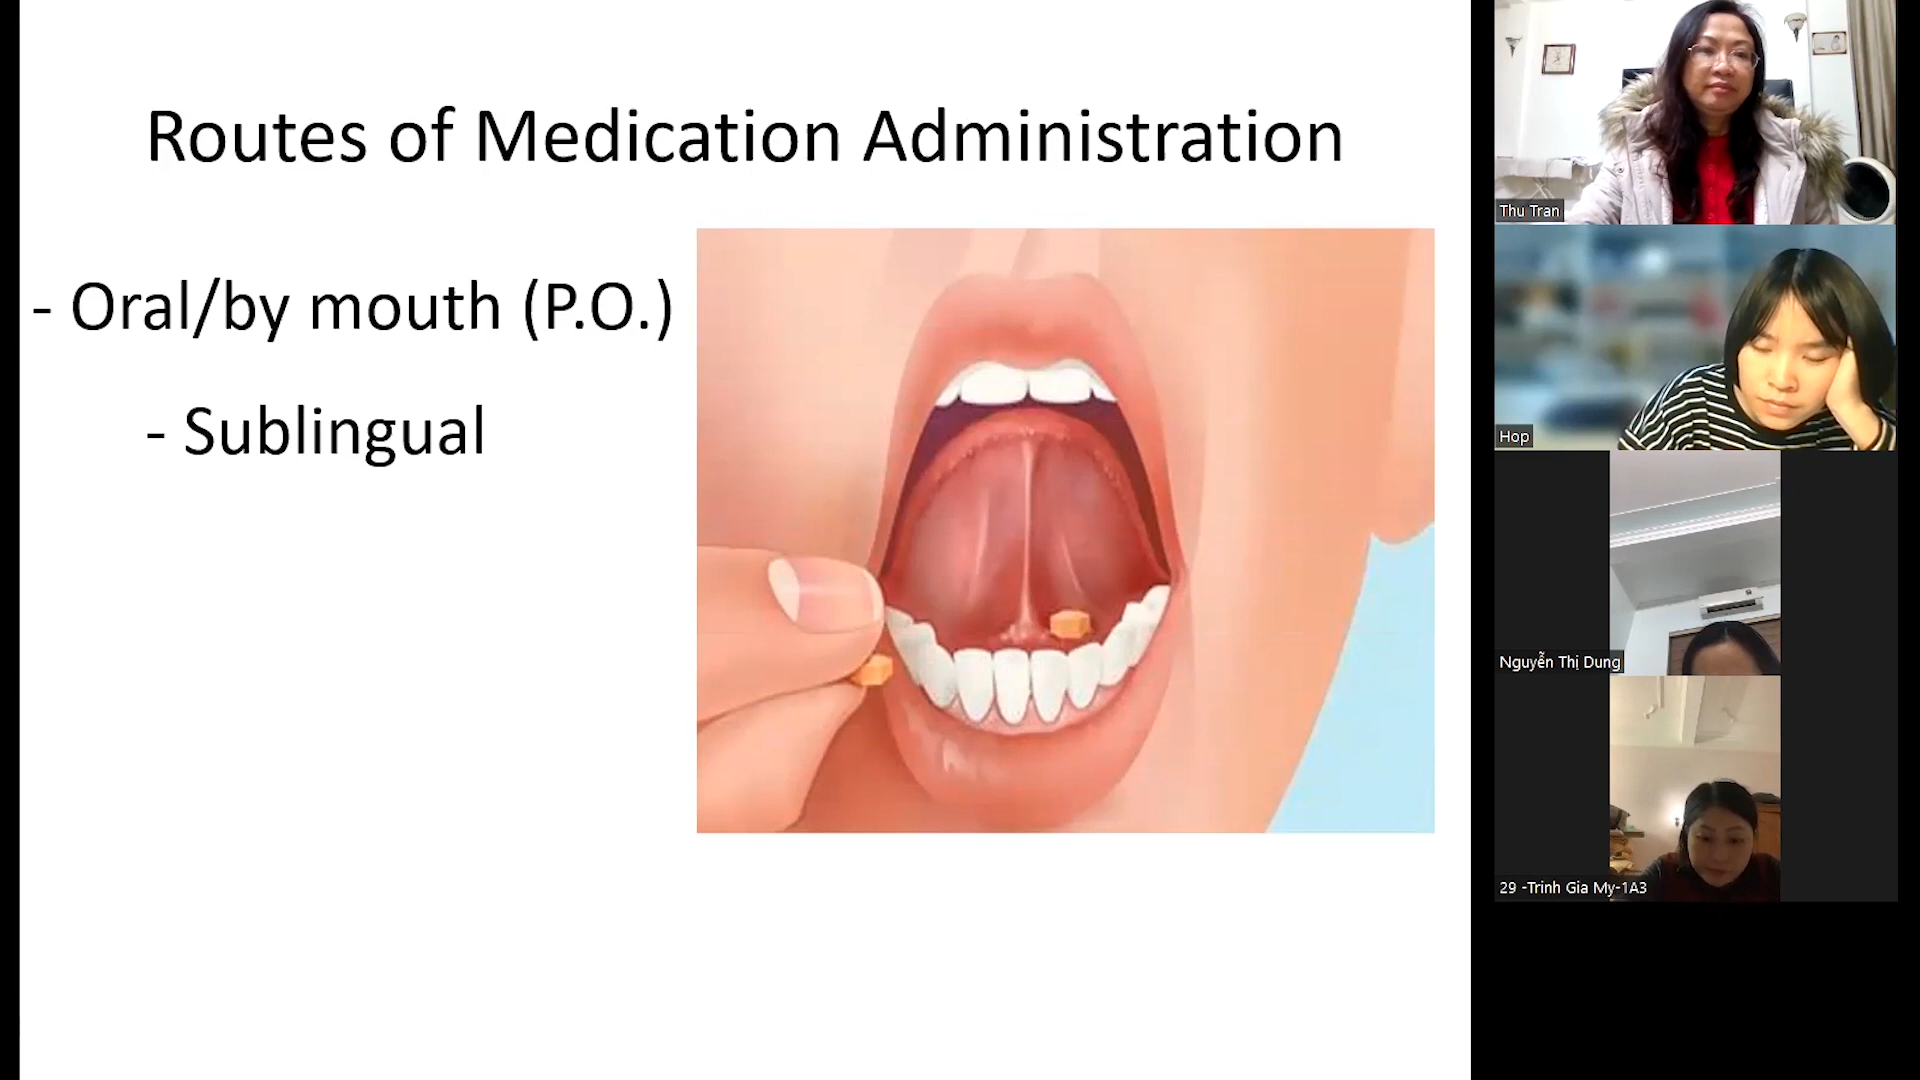 Routes of Medication Administration
- Oral/by mouth (P.O.)
- Sublingual
Thu Tran
Hop
Nguyễn Thị Dung
29 -Trinh Gia My-1A3